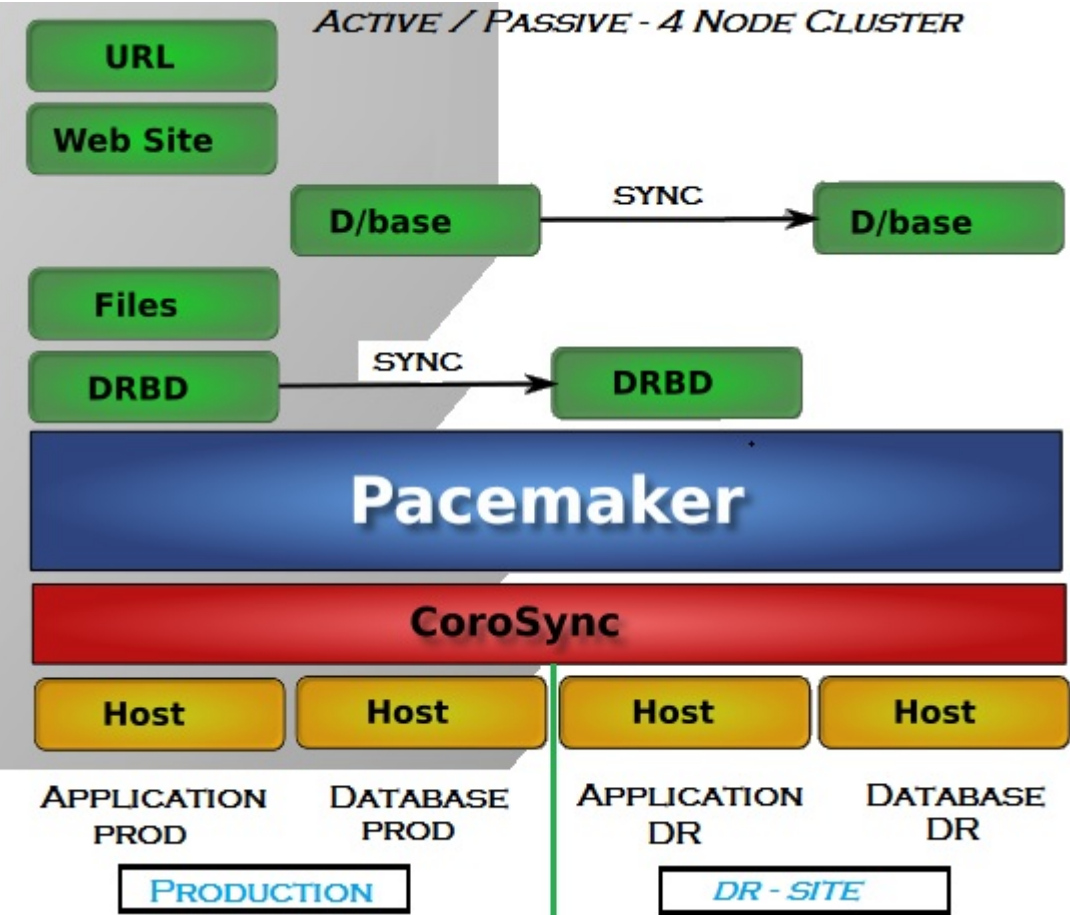 ACTIVE / PASSIVE - 4 NODE CLUSTER
URL
Web Site
D/base
SYNC
D/base
Files
DRBD
SYNC
DRBD
Pacemaker
CoroSync
Host
Host
Host
Host
APPLICATION
PROD
DATABASE
PROD
APPLICATION
DR
DATABASE
DR
PRODUCTION
DR - SITE